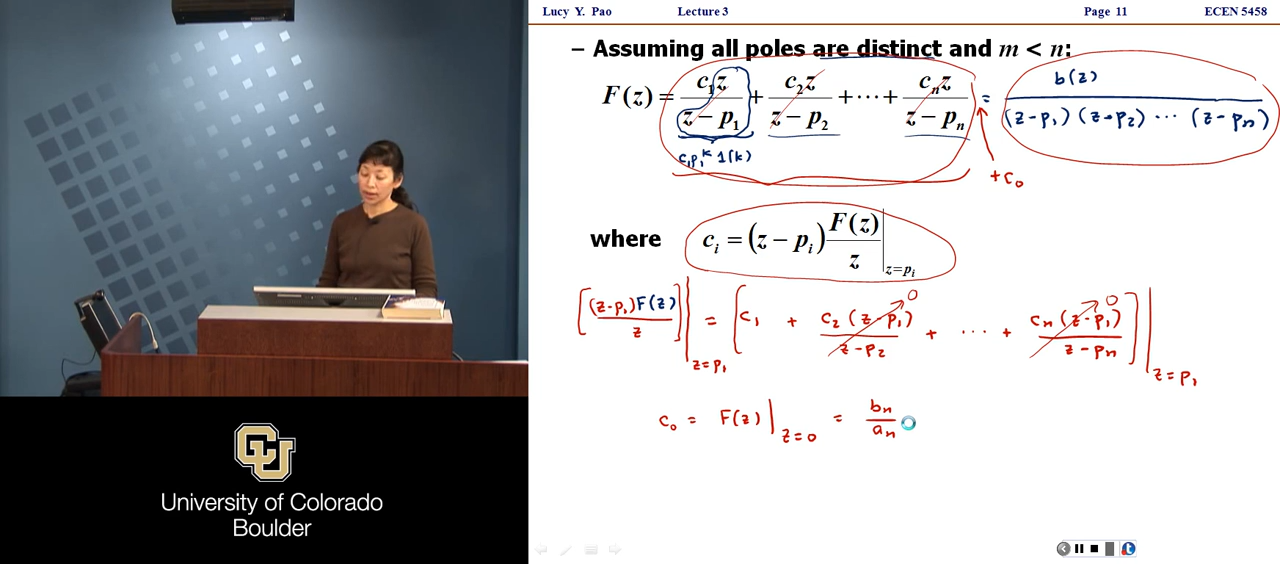 Lucy Y. Pao Lecture 3 Page 11 ECEN 5458
– Assuming all poles are distinct and m < n:
F(z) = c₁z / (z − p₁) + c₂z / (z − p₂) + ⋯ + cₙz / (z − pₙ) = b(z) / (z-p₁)(z-p₂) ⋯ (z-pₙ)
c₁p₁ᵏ 1(k)
+c₀
where cᵢ = (z − pᵢ) F(z) / z |z=pᵢ
[(z-p₁)F(z) / z] |z=p₁ = [c₁ + c₂(z-p₁) / (z-p₂) → 0 + ⋯ + cₙ(z-p₁) / (z-pₙ) → 0] |z=p₁
c₀ = F(z) |z=0 = bₙ / aₙ
CU
University of Colorado
Boulder